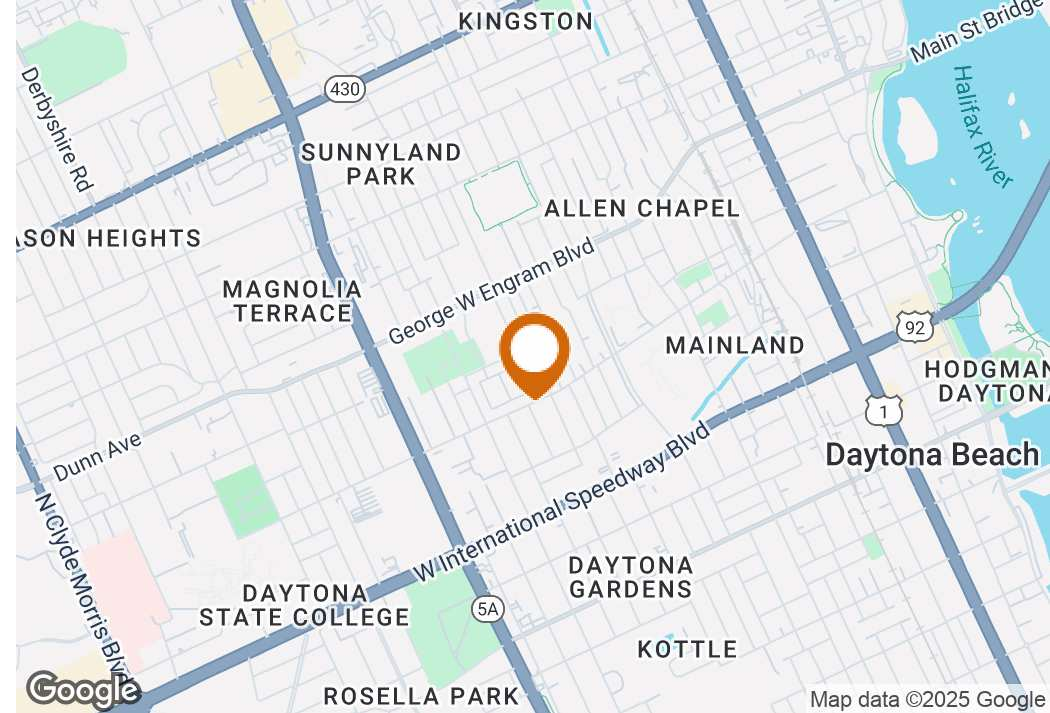 KINGSTON
Main St Bridge
Derbyshire Rd
430
Halifax River
SUNNYLAND
PARK
ALLEN CHAPEL
ASON HEIGHTS
George W Engram Blvd
MAGNOLIA
TERRACE
92
MAINLAND
HODGMAN
DAYTONA
1
Dunn Ave
Daytona Beach
W International Speedway Blvd
N Clyde Morris Blvd
DAYTONA
GARDENS
DAYTONA
STATE COLLEGE
5A
KOTTLE
Google
ROSELLA PARK
Map data ©2025 Google